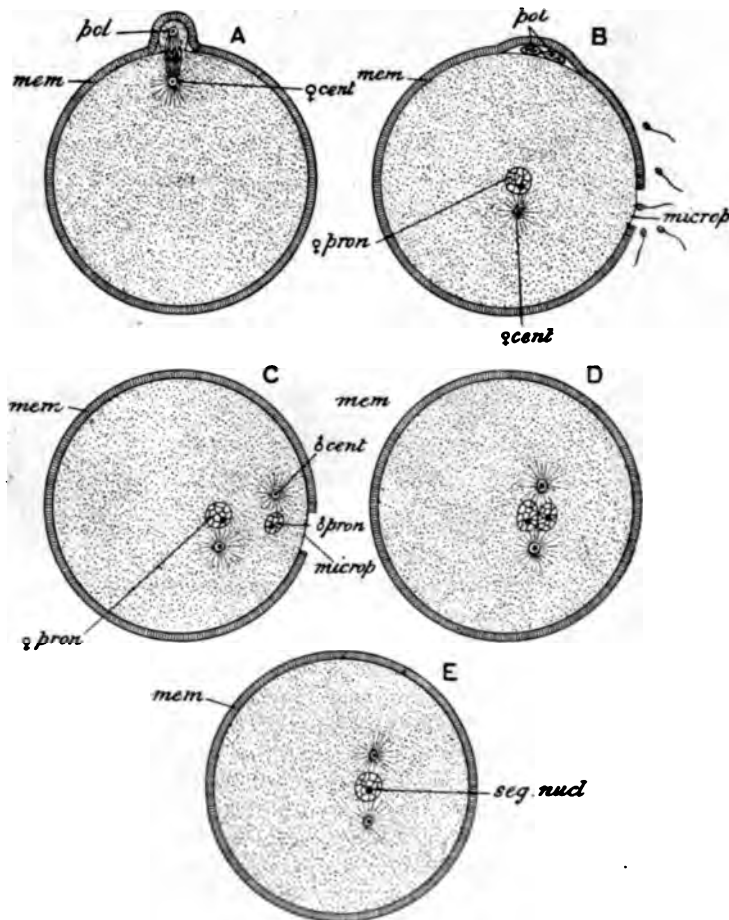 A
pol
mem
♀cent
B
pol
mem
microp
♀pron
♀cent
C
mem
♂cent
♂pron
microp
♀pron
D
mem
E
mem
seg. nucl